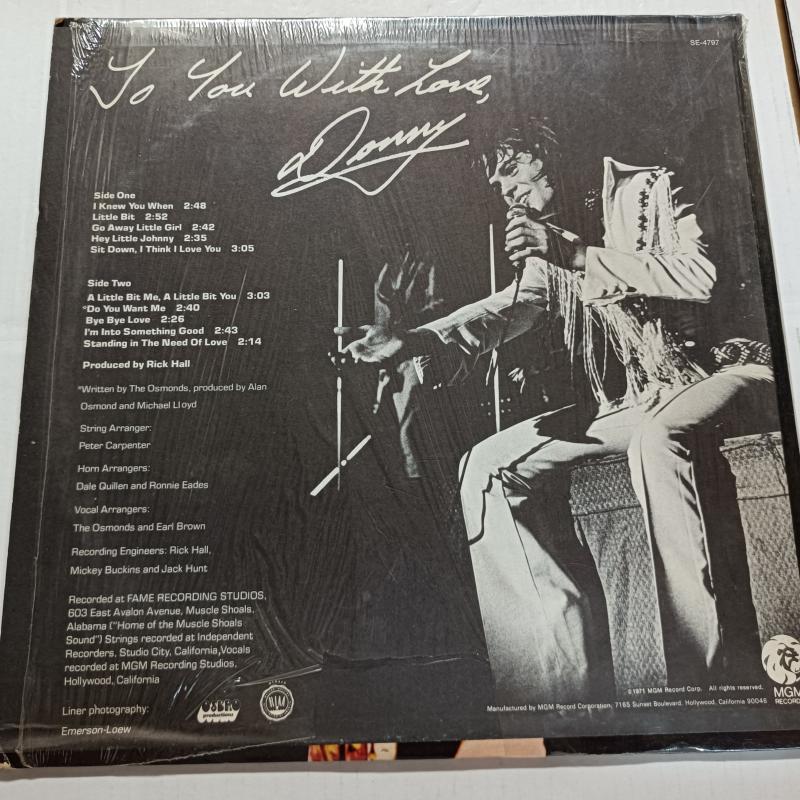 SE-4797
To You With Love,
Donny
Side One
I Knew You When 2:48
Little Bit 2:52
Go Away Little Girl 2:42
Hey Little Johnny 2:35
Sit Down, I Think I Love You 3:05
Side Two
A Little Bit Me, A Little Bit You 3:03
*Do You Want Me 2:40
Bye Bye Love 2:26
I'm Into Something Good 2:43
Standing in The Need Of Love 2:14
Produced by Rick Hall
*Written by The Osmonds, produced by Alan
Osmond and Michael Lloyd
String Arranger:
Peter Carpenter
Horn Arrangers:
Dale Quillen and Ronnie Eades
Vocal Arrangers:
The Osmonds and Earl Brown
Recording Engineers: Rick Hall,
Mickey Buckins and Jack Hunt
Recorded at FAME RECORDING STUDIOS,
603 East Avalon Avenue, Muscle Shoals,
Alabama ("Home of the Muscle Shoals
Sound") Strings recorded at Independent
Recorders, Studio City, California, Vocals
recorded at MGM Recording Studios,
Hollywood, California
Liner photography:
Emerson-Loew
OSBRO
productions
©1971 MGM Record Corp. All rights reserved.
Manufactured by MGM Record Corporation, 7165 Sunset Boulevard, Hollywood, California 90046
MGM
RECORD